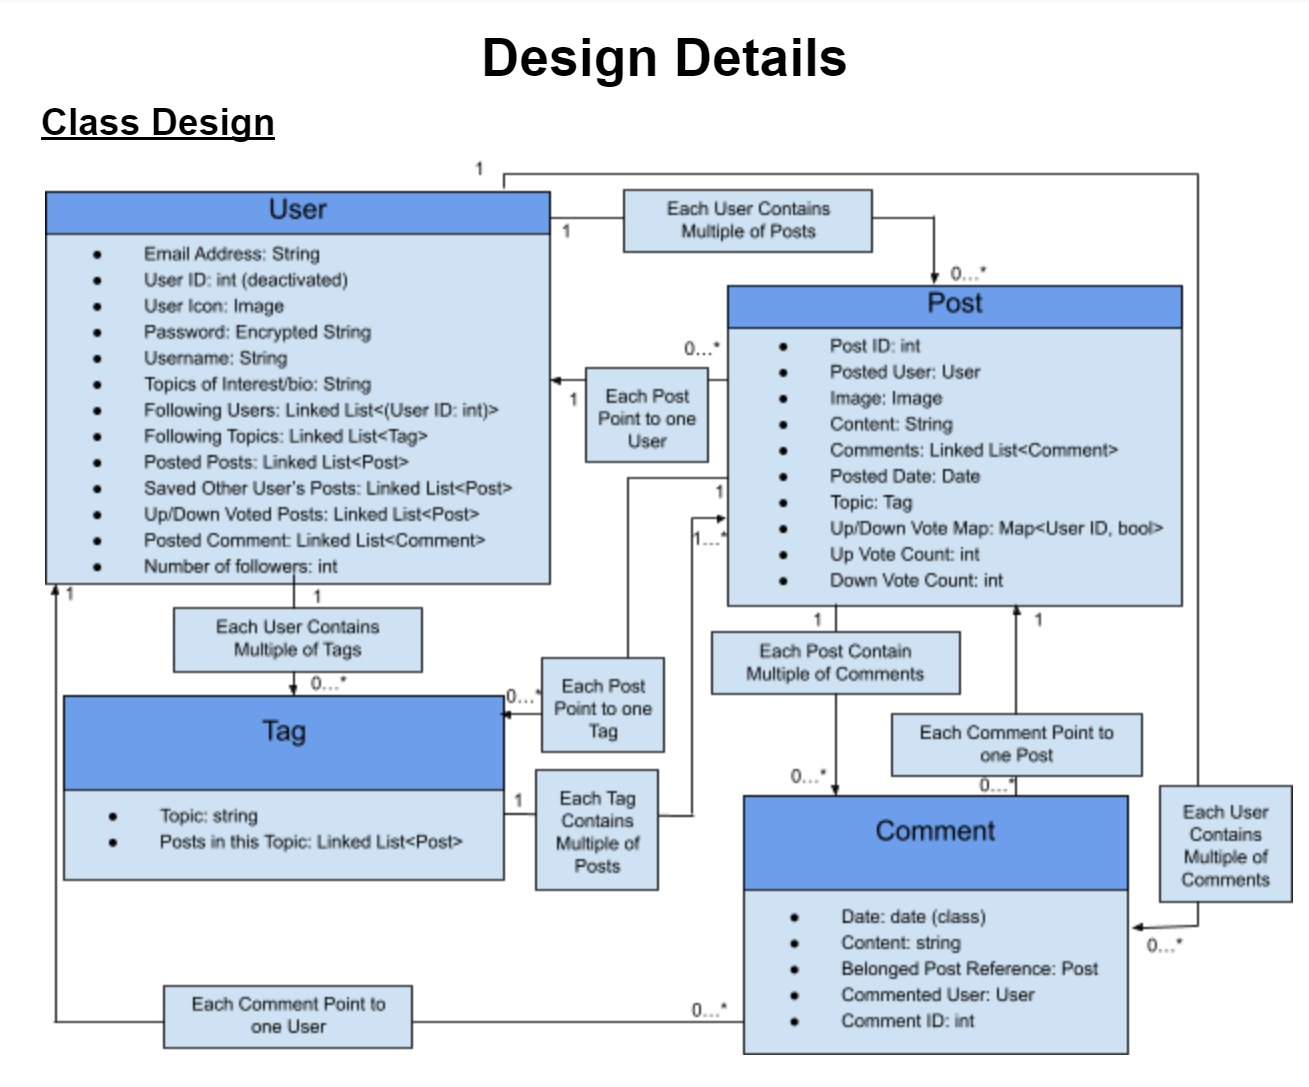 Design Details
Class Design
1
User
Each User Contains
Multiple of Posts
1
0...*
• Email Address: String
• User ID: int (deactivated)
• User Icon: Image
• Password: Encrypted String
• Username: String
• Topics of Interest/bio: String
• Following Users: Linked List<(User ID: int)>
• Following Topics: Linked List<Tag>
• Posted Posts: Linked List<Post>
• Saved Other User's Posts: Linked List<Post>
• Up/Down Voted Posts: Linked List<Post>
• Posted Comment: Linked List<Comment>
• Number of followers: int
Post
• Post ID: int
• Posted User: User
• Image: Image
• Content: String
• Comments: Linked List<Comment>
• Posted Date: Date
• Topic: Tag
• Up/Down Vote Map: Map<User ID, bool>
• Up Vote Count: int
• Down Vote Count: int
0...*
1
Each Post
Point to one
User
1
1...*
1
1
Each User Contains
Multiple of Tags
0...*
1
Each Post Contain
Multiple of Comments
0...*
1
Each Comment Point to
one Post
0...*
0...*
Each Post
Point to one
Tag
Tag
• Topic: string
• Posts in this Topic: Linked List<Post>
1
Each Tag
Contains
Multiple of
Posts
Comment
• Date: date (class)
• Content: string
• Belonged Post Reference: Post
• Commented User: User
• Comment ID: int
Each User
Contains
Multiple of
Comments
0...*
Each Comment Point to
one User
0...*